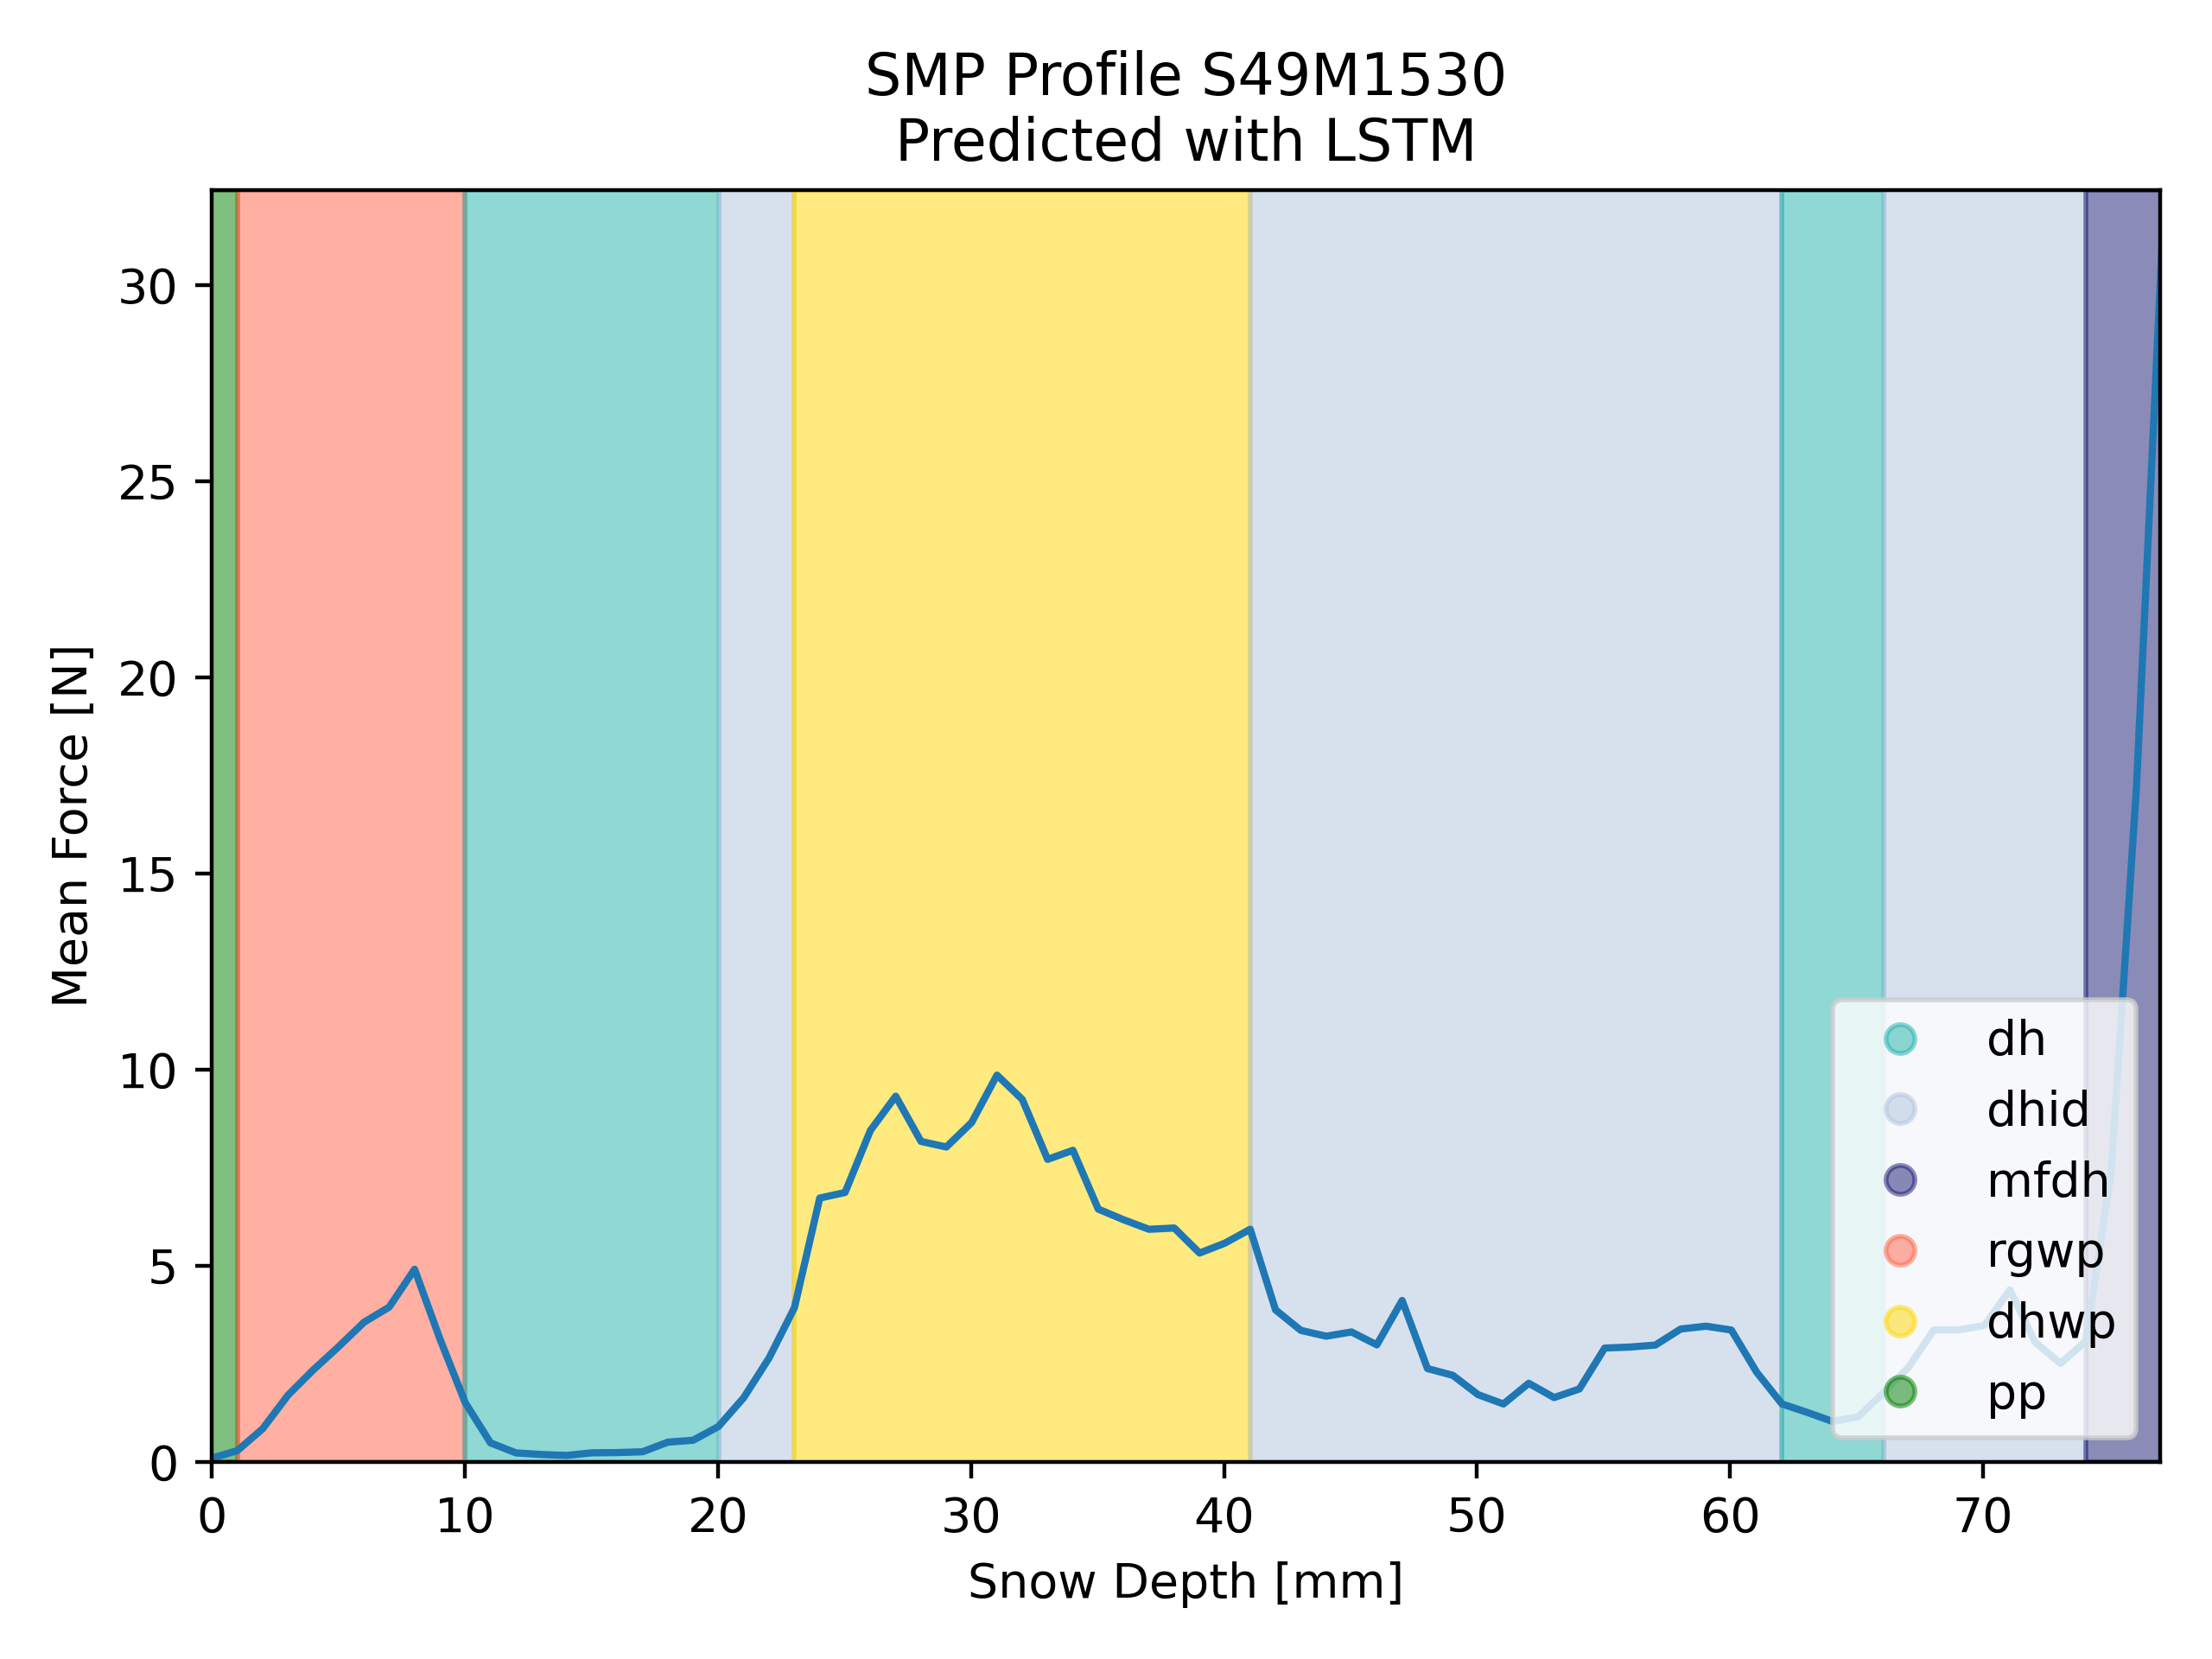 SMP Profile S49M1530
Predicted with LSTM
Mean Force [N]
30
25
20
15
10
5
0
0 10 20 30 40 50 60 70
Snow Depth [mm]
dh
dhid
mfdh
rgwp
dhwp
pp